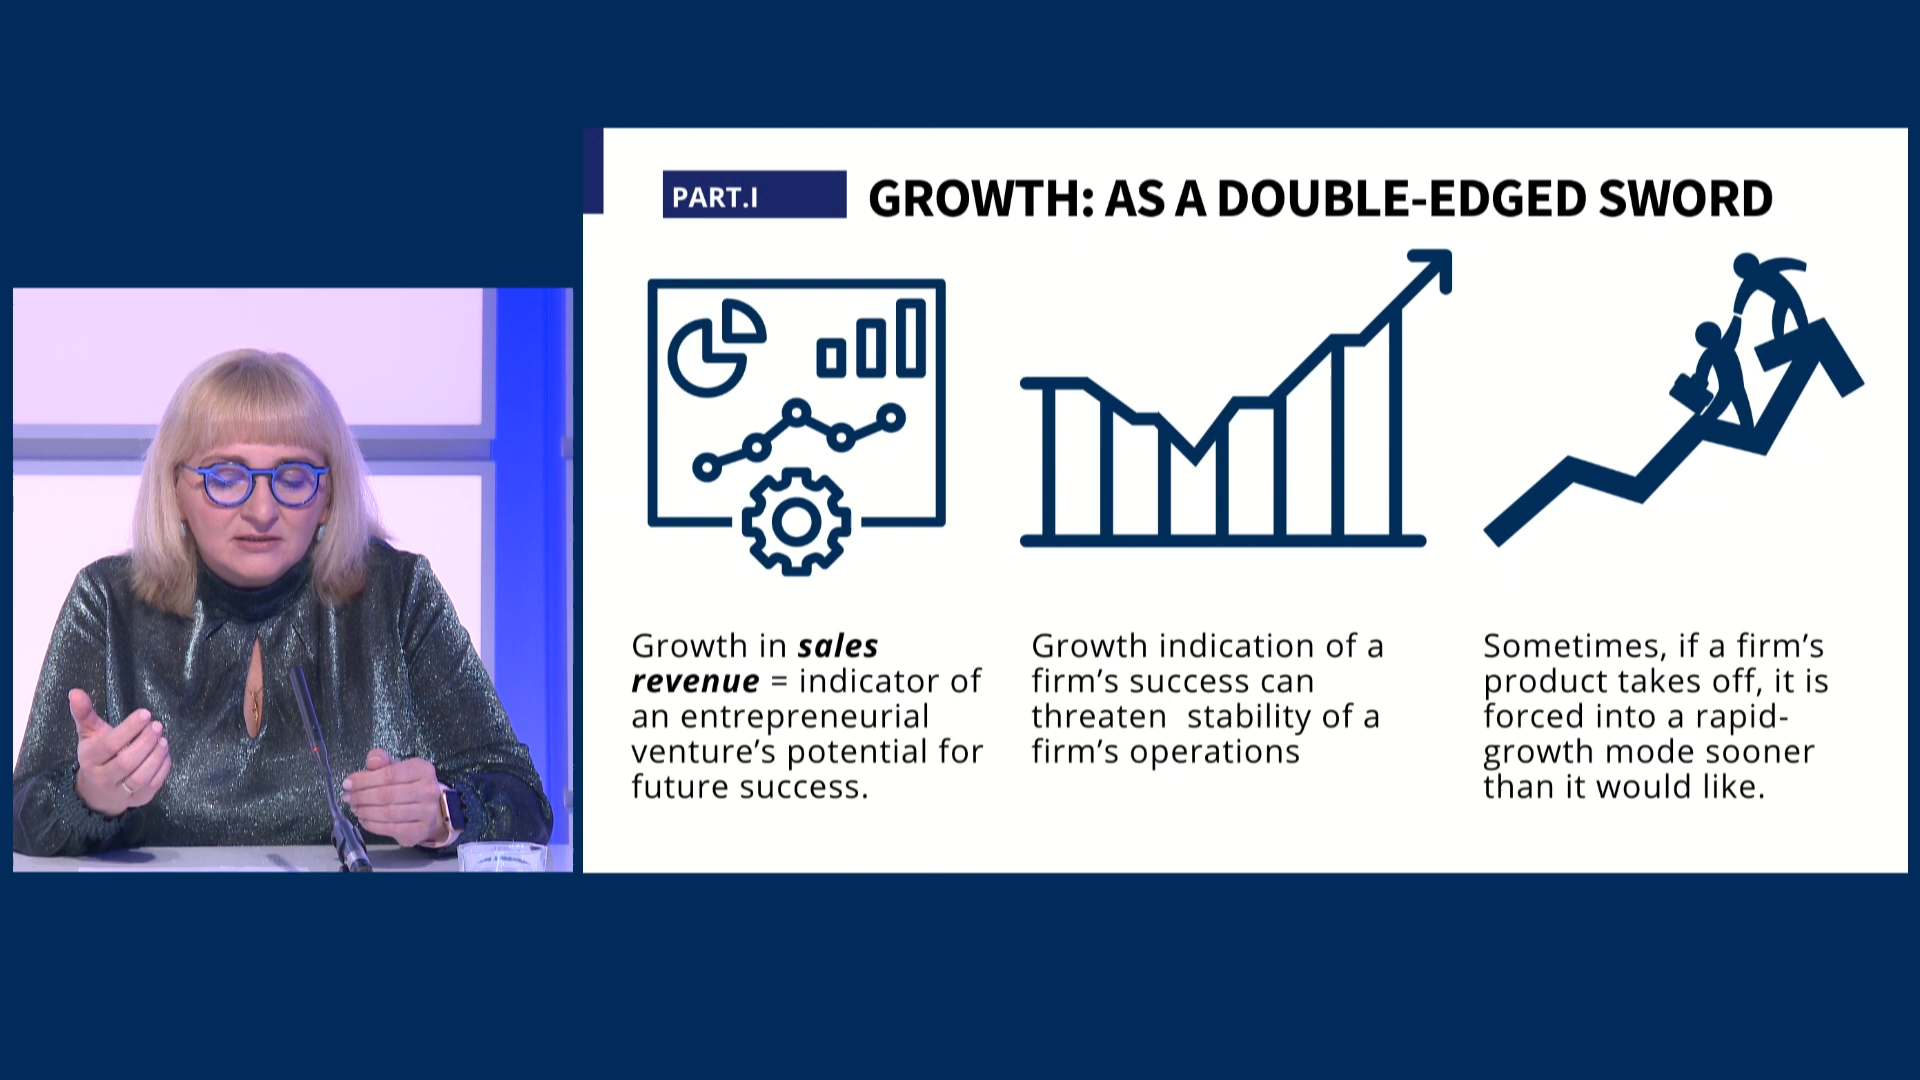 PART.I
GROWTH: AS A DOUBLE-EDGED SWORD
Growth in sales
revenue = indicator of
an entrepreneurial
venture's potential for
future success.
Growth indication of a
firm's success can
threaten  stability of a
firm's operations
Sometimes, if a firm's
product takes off, it is
forced into a rapid-
growth mode sooner
than it would like.